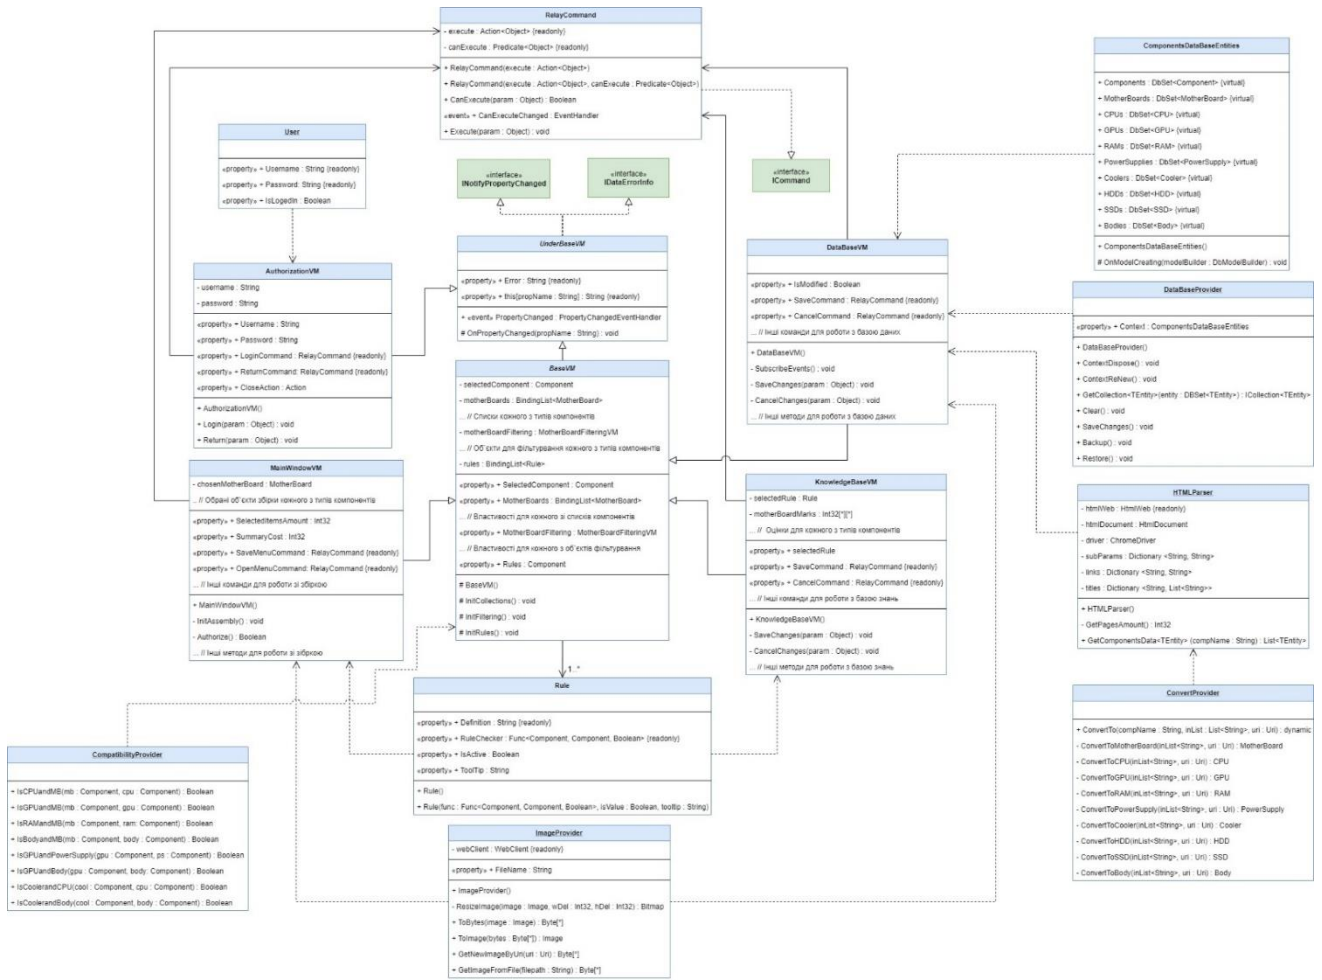 RelayCommand
- execute : Action<Object> {readonly}
- canExecute : Predicate<Object> {readonly}
+ RelayCommand(execute : Action<Object>)
+ RelayCommand(execute : Action<Object>, canExecute : Predicate<Object>)
+ CanExecute(param : Object) : Boolean
«event» + CanExecuteChanged : EventHandler
+ Execute(param : Object) : void
ComponentsDataBaseEntities
+ Components : DbSet<Component> {virtual}
+ MotherBoards : DbSet<MotherBoard> {virtual}
+ CPUs : DbSet<CPU> {virtual}
+ GPUs : DbSet<GPU> {virtual}
+ RAMs : DbSet<RAM> {virtual}
+ PowerSupplies : DbSet<PowerSupply> {virtual}
+ Coolers : DbSet<Cooler> {virtual}
+ HDDs : DbSet<HDD> {virtual}
+ SSDs : DbSet<SSD> {virtual}
+ Bodies : DbSet<Body> {virtual}
+ ComponentsDataBaseEntities()
# OnModelCreating(modelBuilder : DbModelBuilder) : void
User
«property» + Username : String {readonly}
«property» + Password: String {readonly}
«property» + IsLogedIn : Boolean
«interface»
INotifyPropertyChanged
«interface»
IDataErrorInfo
«interface»
ICommand
UnderBaseVM
«property» + Error : String {readonly}
«property» + this[propName : String] : String {readonly}
+ «event» PropertyChanged : PropertyChangedEventHandler
# OnPropertyChanged(propName : String) : void
DataBaseVM
«property» + IsModified : Boolean
«property» + SaveCommand : RelayCommand {readonly}
«property» + CancelCommand : RelayCommand {readonly}
... // Інші команди для роботи з базою даних
+ DataBaseVM()
- SubscribeEvents() : void
- SaveChanges(param : Object) : void
- CancelChanges(param : Object) : void
... // Інші методи для роботи з базою даних
AuthorizationVM
- username : String
- password : String
«property» + Username : String
«property» + Password : String
«property» + LoginCommand : RelayCommand {readonly}
«property» + ReturnCommand: RelayCommand {readonly}
«property» + CloseAction : Action
+ AuthorizationVM()
+ Login(param : Object) : void
+ Return(param : Object) : void
DataBaseProvider
«property» + Context : ComponentsDataBaseEntities
+ DataBaseProvider()
+ ContextDispose() : void
+ ContextReNew() : void
+ GetCollection<TEntity>(entity : DBSet<TEntity>) : ICollection<TEntity>
+ Clear() : void
+ SaveChanges() : void
+ Backup() : void
+ Restore() : void
BaseVM
- selectedComponent : Component
- motherBoards : BindingList<MotherBoard>
... // Списки кожного з типів компонентів
- motherBoardFiltering : MotherBoardFilteringVM
... // Об'єкти для фільтрування кожного з типів компонентів
- rules : BindingList<Rule>
«property» + SelectedComponent : Component
«property» + MotherBoards : BindingList<MotherBoard>
... // Властивості для кожного зі списків компонентів
«property» + MotherBoardFiltering : MotherBoardFilteringVM
... // Властивості для кожного з об'єктів фільтрування
«property» + Rules : Component
# BaseVM()
# InitCollections() : void
# InitFiltering() : void
# InitRules() : void
MainWindowVM
- chosenMotherBoard : MotherBoard
... // Обрані об'єкти збірки кожного з типів компонентів
«property» + SelectedItemsAmount : Int32
«property» + SummaryCost : Int32
«property» + SaveMenuCommand : RelayCommand {readonly}
«property» + OpenMenuCommand: RelayCommand {readonly}
... // Інші команди для роботи зі збіркою
+ MainWindowVM()
- InitAssembly() : void
- Authorize() : Boolean
... // Інші методи для роботи зі збіркою
KnowledgeBaseVM
- selectedRule : Rule
- motherBoardMarks : Int32[*][*]
... // Оцінки для кожного з типів компонентів
«property» + selectedRule
«property» + SaveCommand : RelayCommand {readonly}
«property» + CancelCommand : RelayCommand {readonly}
... // Інші команди для роботи з базою знань
+ KnowledgeBaseVM()
- SaveChanges(param : Object) : void
- CancelChanges(param : Object) : void
... // Інші методи для роботи з базою знань
HTMLParser
- htmlWeb : HtmlWeb {readonly}
- htmlDocument : HtmlDocument
- driver : ChromeDriver
- subParams : Dictionary <String, String>
- links : Dictionary <String, String>
- titles : Dictionary <String, List<String>>
+ HTMLParser()
- GetPagesAmount() : Int32
+ GetComponentsData<TEntity> (compName : String) : List<TEntity>
1..*
Rule
«property» + Definition : String {readonly}
«property» + RuleChecker : Func<Component, Component, Boolean> {readonly}
«property» + IsActive : Boolean
«property» + ToolTip : String
+ Rule()
+ Rule(func : Func<Component, Component, Boolean>, isValue : Boolean, tooltip : String)
ConvertProvider
+ ConvertTo(compName : String, inList : List<String>, uri : Uri) : dynamic
- ConvertToMotherBoard(inList<String>, uri : Uri) : MotherBoard
- ConvertToCPU(inList<String>, uri : Uri) : CPU
- ConvertToGPU(inList<String>, uri : Uri) : GPU
- ConvertToRAM(inList<String>, uri : Uri) : RAM
- ConvertToPowerSupply(inList<String>, uri : Uri) : PowerSupply
- ConvertToCooler(inList<String>, uri : Uri) : Cooler
- ConvertToHDD(inList<String>, uri : Uri) : HDD
- ConvertToSSD(inList<String>, uri : Uri) : SSD
- ConvertToBody(inList<String>, uri : Uri) : Body
CompatibilityProvider
+ IsCPUandMB(mb : Component, cpu : Component) : Boolean
+ IsGPUandMB(mb : Component, gpu : Component) : Boolean
+ IsRAMandMB(mb : Component, ram: Component) : Boolean
+ IsBodyandMB(mb : Component, body : Component) : Boolean
+ IsGPUandPowerSupply(gpu : Component, ps : Component) : Boolean
+ IsGPUandBody(gpu : Component, body: Component) : Boolean
+ IsCoolerandCPU(cool : Component, cpu : Component) : Boolean
+ IsCoolerandBody(cool : Component, body : Component) : Boolean
ImageProvider
- webClient : WebClient {readonly}
«property» + FileName : String
+ ImageProvider()
- ResizeImage(image : Image, wDel : Int32, hDel : Int32) : Bitmap
+ ToBytes(image : Image) : Byte[*]
+ ToImage(bytes : Byte[*]) : Image
+ GetNewImageByUri(uri : Uri) : Byte[*]
+ GetImageFromFile(filepath : String) : Byte[*]